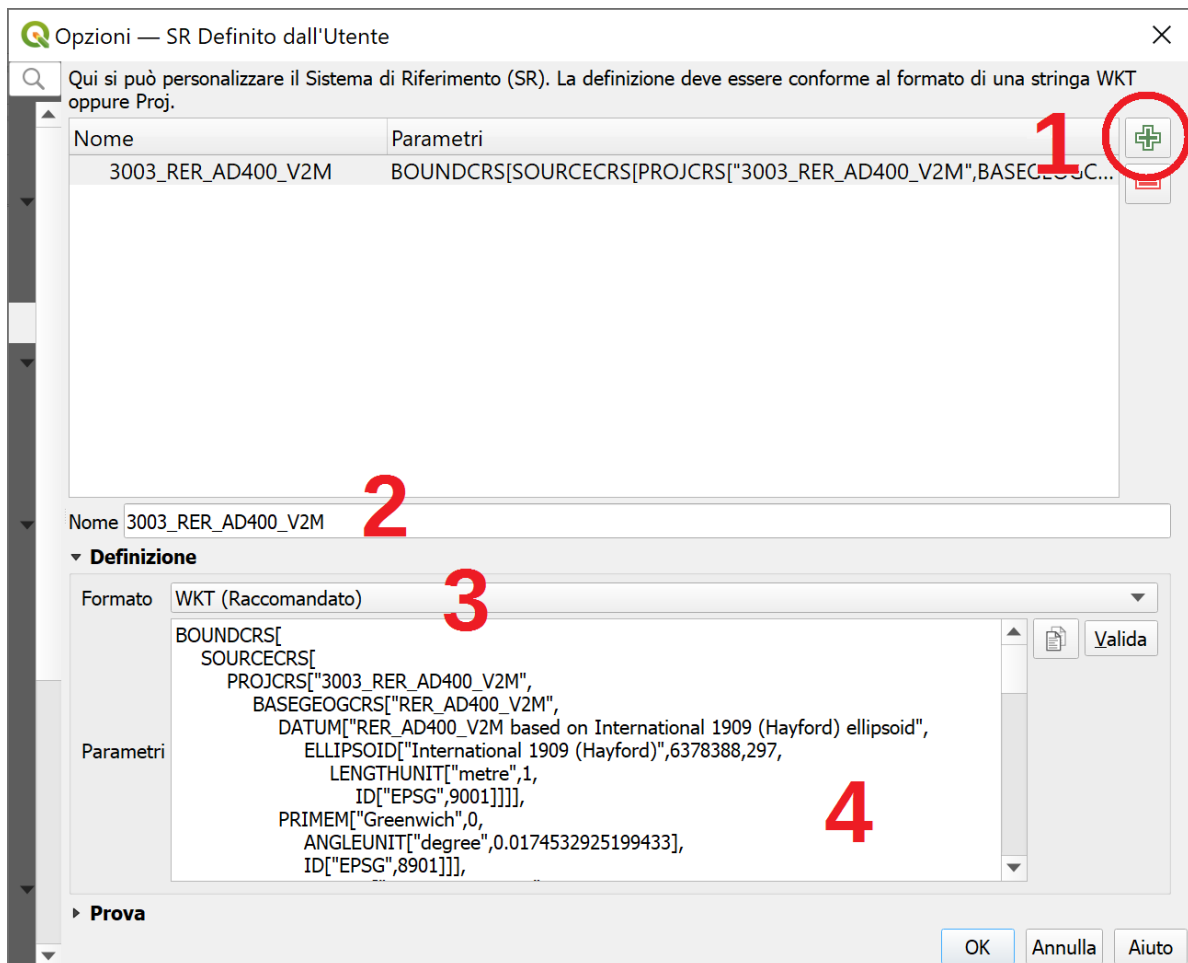 Opzioni — SR Definito dall'Utente
Qui si può personalizzare il Sistema di Riferimento (SR). La definizione deve essere conforme al formato di una stringa WKT
oppure Proj.
Nome Parametri 1
3003_RER_AD400_V2M BOUNDCRS[SOURCECRS[PROJCRS["3003_RER_AD400_V2M",BASEGEOGC...
2
Nome 3003_RER_AD400_V2M
Definizione
3
Formato WKT (Raccomandato)
BOUNDCRS[
SOURCECRS[
PROJCRS["3003_RER_AD400_V2M",
BASEGEOGCRS["RER_AD400_V2M",
DATUM["RER_AD400_V2M based on International 1909 (Hayford) ellipsoid",
ELLIPSOID["International 1909 (Hayford)",6378388,297,
LENGTHUNIT["metre",1,
ID["EPSG",9001]]]],
PRIMEM["Greenwich",0,
ANGLEUNIT["degree",0.0174532925199433],
ID["EPSG",8901]]],
Valida
Parametri
4
Prova
OK Annulla Aiuto